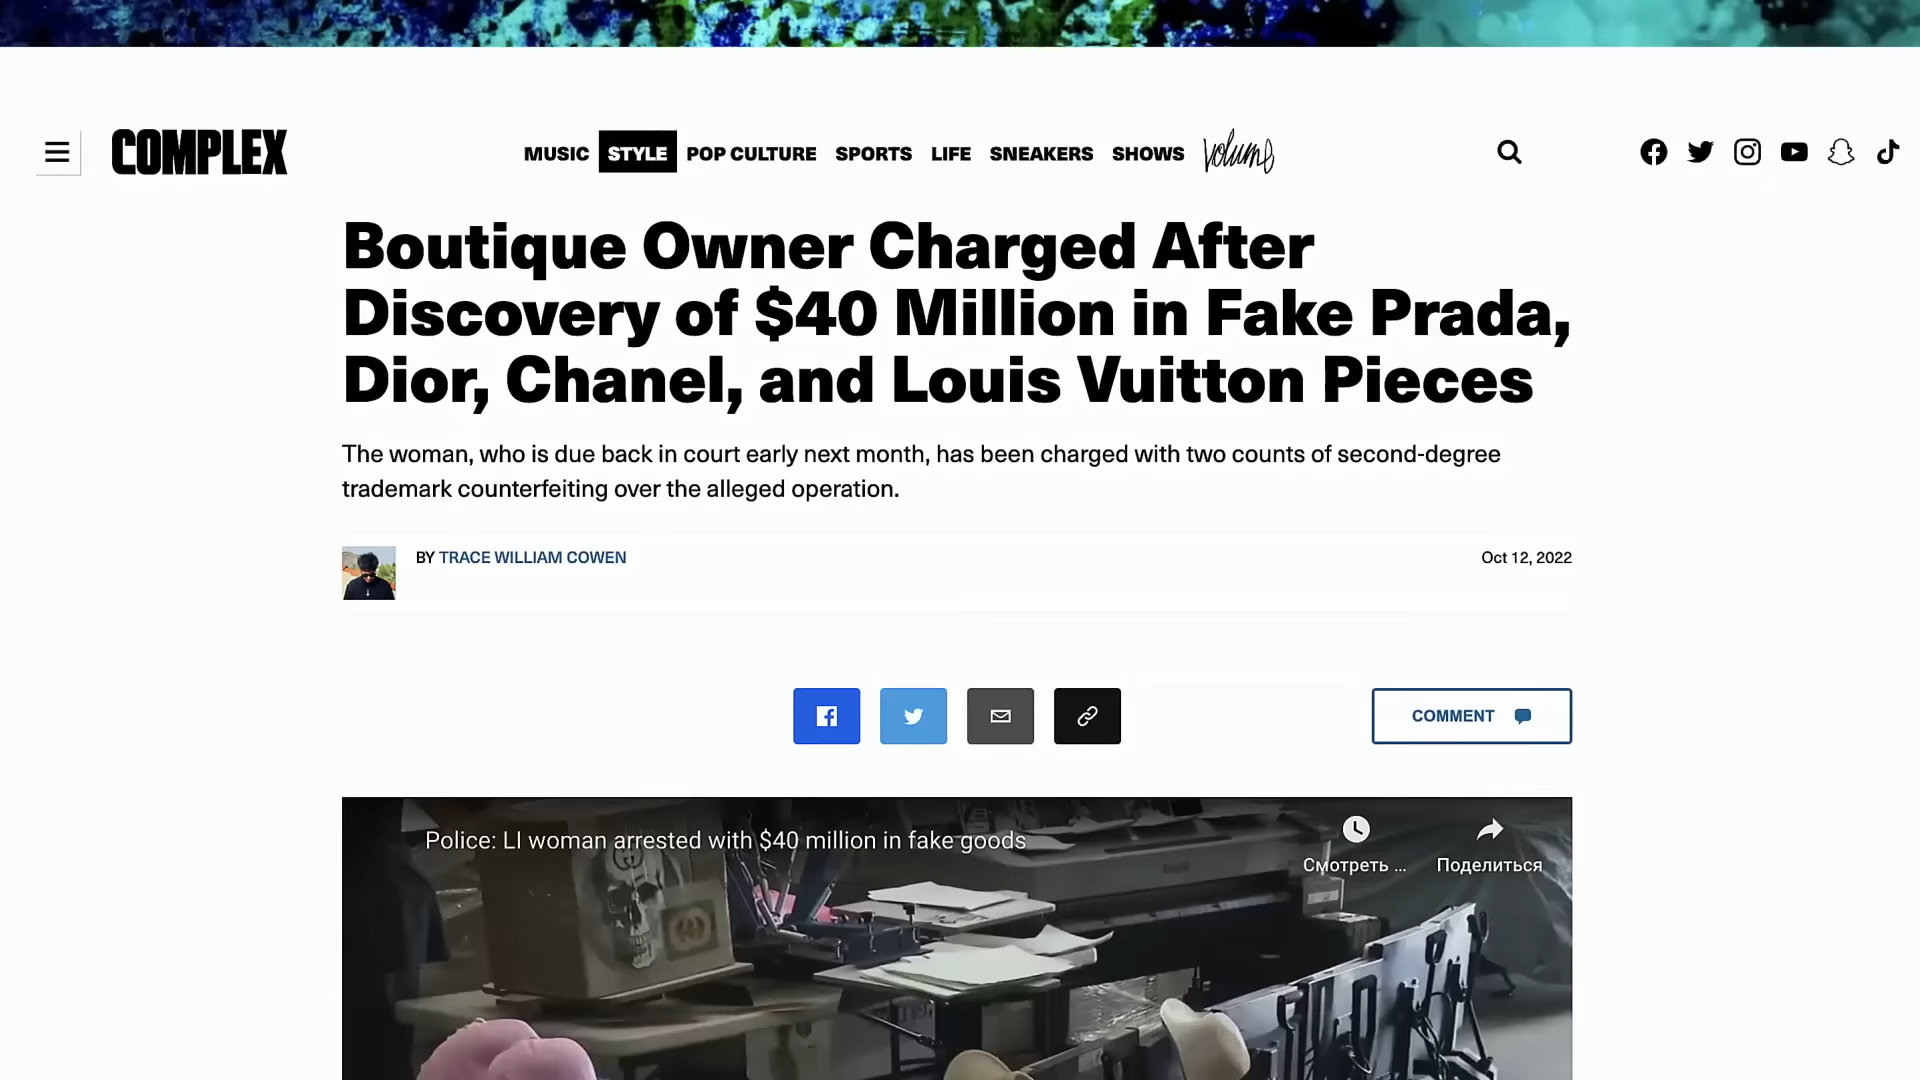 COMPLEX
MUSIC STYLE POP CULTURE SPORTS LIFE SNEAKERS SHOWS Volume
Boutique Owner Charged After
Discovery of $40 Million in Fake Prada,
Dior, Chanel, and Louis Vuitton Pieces
The woman, who is due back in court early next month, has been charged with two counts of second-degree
trademark counterfeiting over the alleged operation.
BY TRACE WILLIAM COWEN
Oct 12, 2022
COMMENT
Police: LI woman arrested with $40 million in fake goods
Смотреть ...
Поделиться